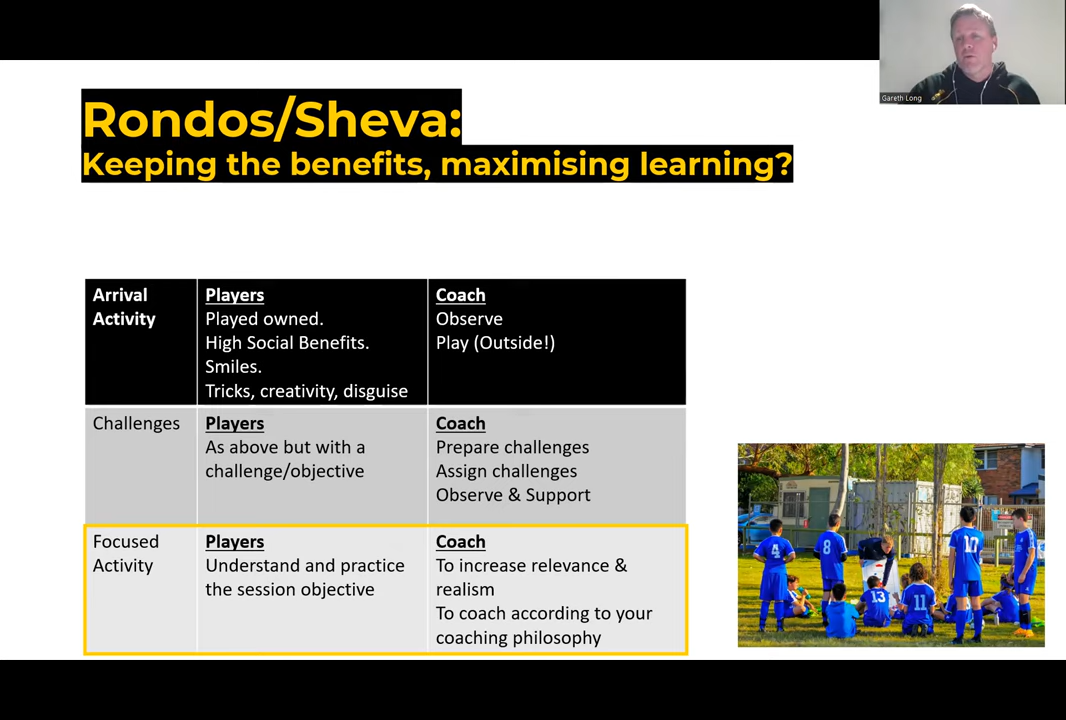 Gareth Long
Rondos/Sheva:
Keeping the benefits, maximising learning?
Arrival
Activity
Players
Played owned.
High Social Benefits.
Smiles.
Tricks, creativity, disguise
Coach
Observe
Play (Outside!)
Challenges
Players
As above but with a
challenge/objective
Coach
Prepare challenges
Assign challenges
Observe & Support
Focused
Activity
Players
Understand and practice
the session objective
Coach
To increase relevance &
realism
To coach according to your
coaching philosophy
4
8
13
11
10